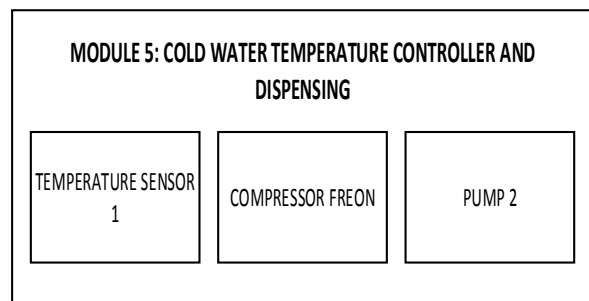 MODULE 5: COLD WATER TEMPERATURE CONTROLLER AND
DISPENSING
TEMPERATURE SENSOR
1
COMPRESSOR FREON
PUMP 2